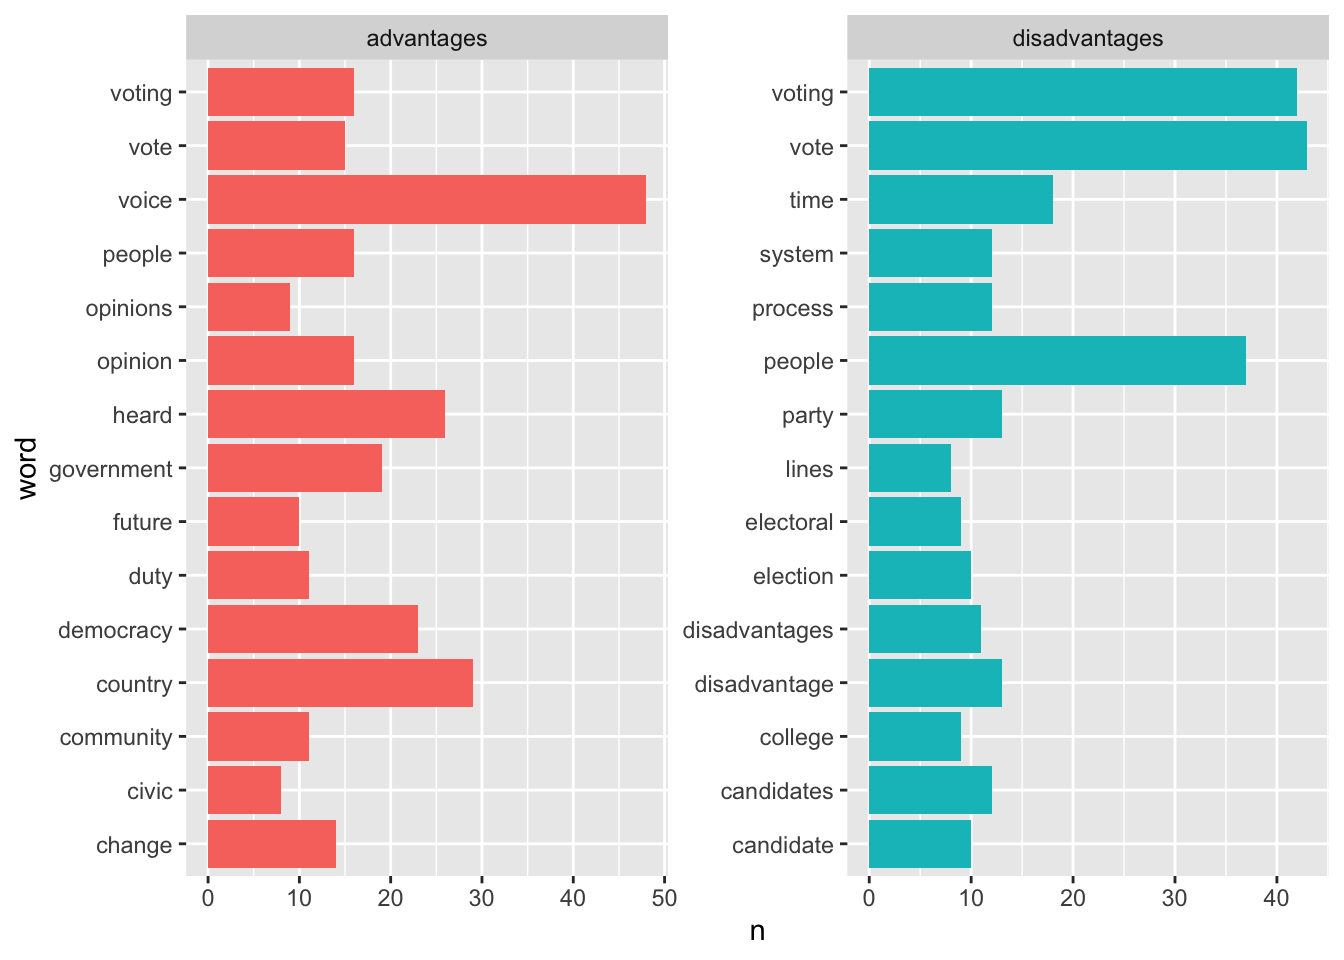 advantages
disadvantages
word
voting
vote
voice
people
opinions
opinion
heard
government
future
duty
democracy
country
community
civic
change
0 10 20 30 40 50
voting
vote
time
system
process
people
party
lines
electoral
election
disadvantages
disadvantage
college
candidates
candidate
0 10 20 30 40
n